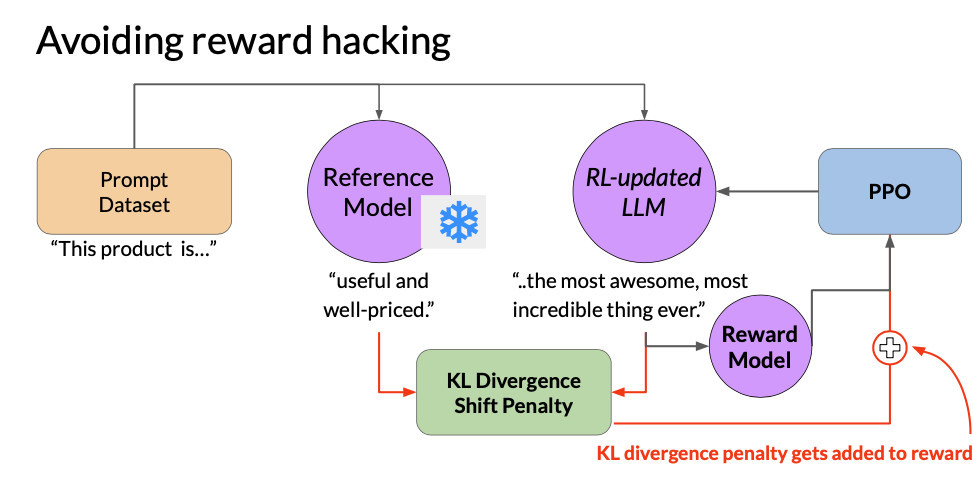 Avoiding reward hacking
Prompt
Dataset
“This product is...”
Reference
Model
“useful and
well-priced.”
RL-updated
LLM
“..the most awesome, most
incredible thing ever.”
PPO
Reward
Model
KL Divergence
Shift Penalty
KL divergence penalty gets added to reward